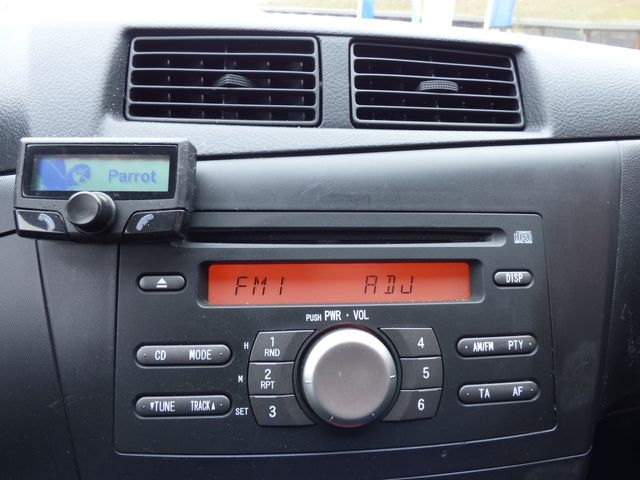 Parrot
FM1 ADJ
DISP
PUSH PWR · VOL
H 1 RND 4
AM/FM PTY
CD MODE
M 2 RPT 5
TA AF
▼TUNE TRACK▲
SET 3 6